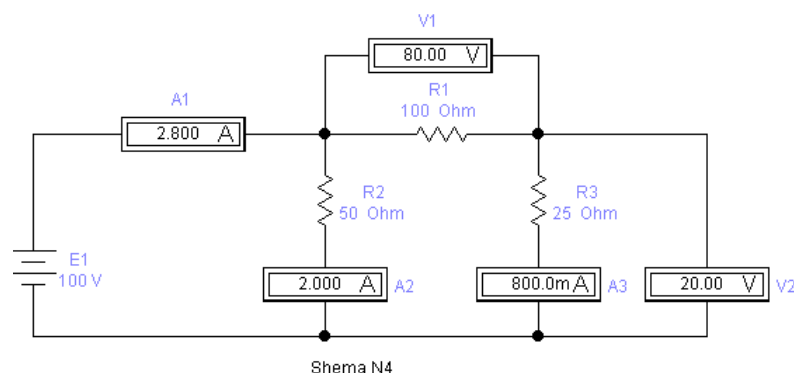 V1
80.00 V
R1
100 Ohm
A1
2.800 A
R2
50 Ohm
R3
25 Ohm
E1
100 V
2.000 A
A2
800.0m A
A3
20.00 V
V2
Shema N4